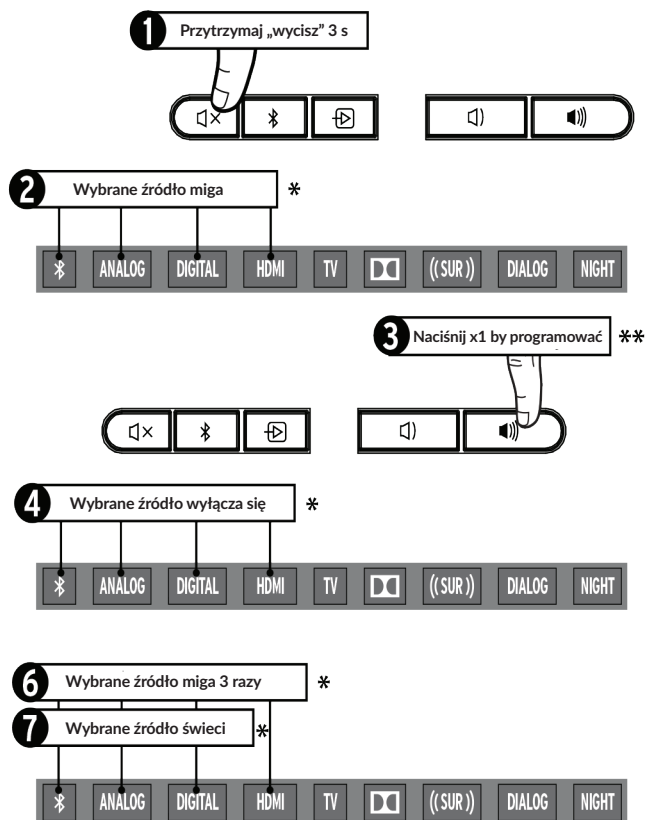 1 Przytrzymaj „wycisz” 3 s
2 Wybrane źródło miga *
ANALOG DIGITAL HDMI TV ((SUR)) DIALOG NIGHT
3 Naciśnij x1 by programować **
4 Wybrane źródło wyłącza się *
ANALOG DIGITAL HDMI TV ((SUR)) DIALOG NIGHT
6 Wybrane źródło miga 3 razy *
7 Wybrane źródło świeci *
ANALOG DIGITAL HDMI TV ((SUR)) DIALOG NIGHT